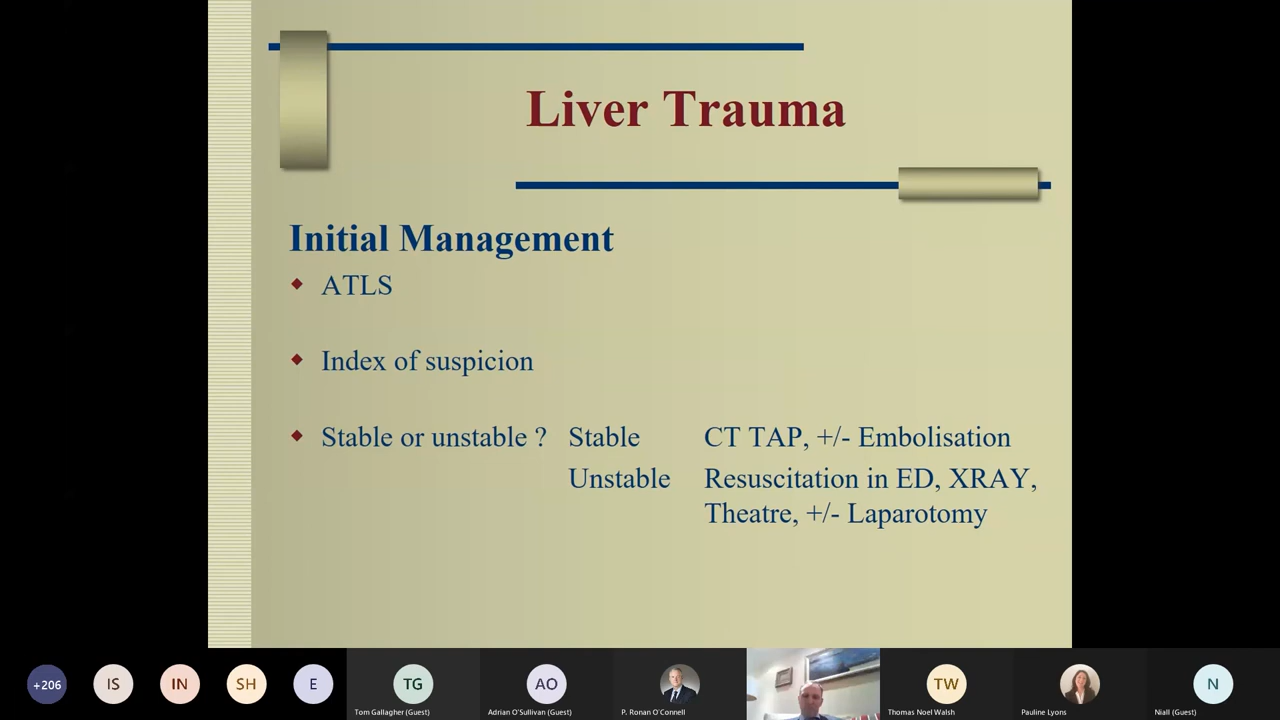 Liver Trauma
Initial Management
ATLS
Index of suspicion
Stable or unstable ? Stable CT TAP, +/- Embolisation
Unstable Resuscitation in ED, XRAY,
Theatre, +/- Laparotomy
+206 IS IN SH E TG AO TW N
Tom Gallagher (Guest) Adrian O'Sullivan (Guest) P. Ronan O'Connell Thomas Noel Walsh Pauline Lyons Niall (Guest)